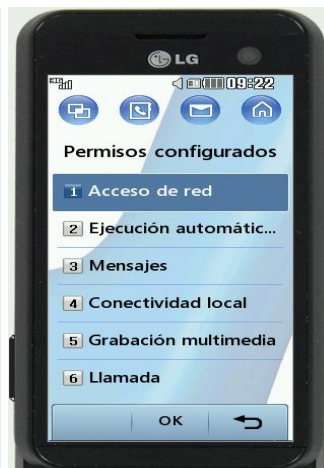 LG
09:22
Permisos configurados
1 Acceso de red
2 Ejecución automátic...
3 Mensajes
4 Conectividad local
5 Grabación multimedia
6 Llamada
OK